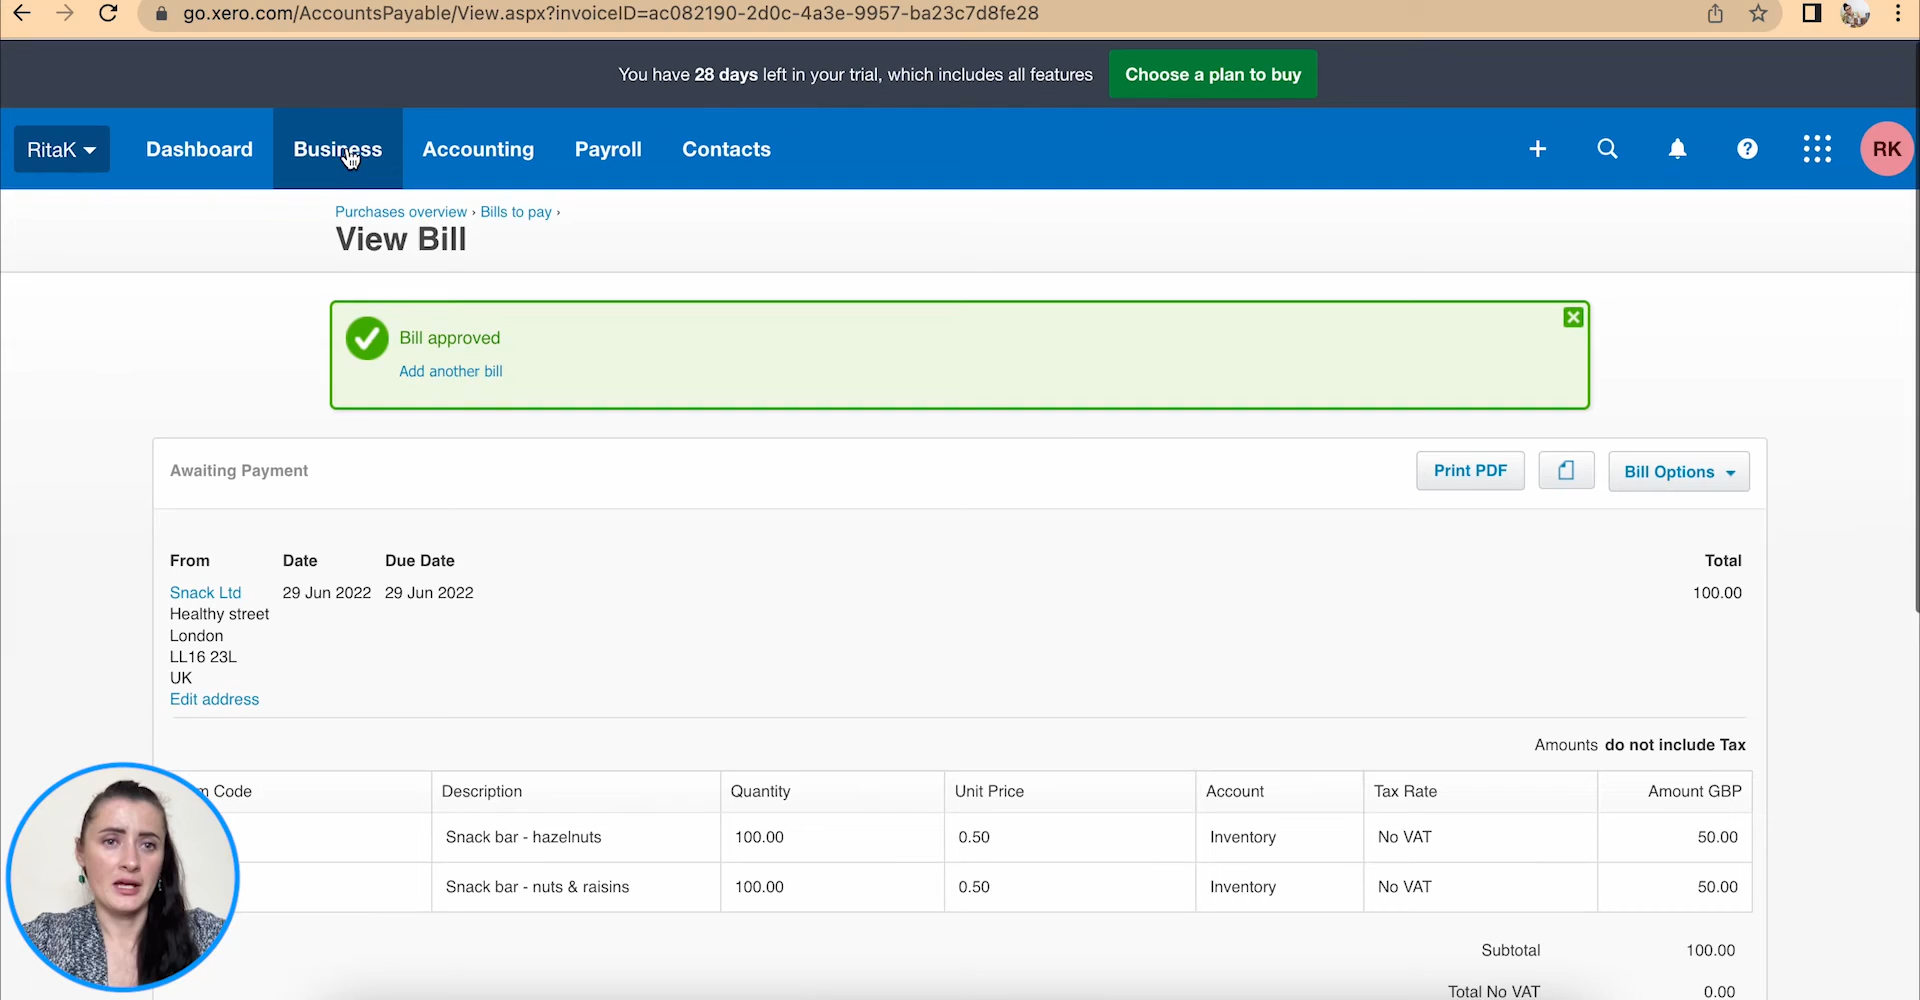 go.xero.com/AccountsPayable/View.aspx?invoiceID=ac082190-2d0c-4a3e-9957-ba23c7d8fe28
You have 28 days left in your trial, which includes all features Choose a plan to buy
RitaK Dashboard Business Accounting Payroll Contacts RK
Purchases overview › Bills to pay ›
View Bill
Bill approved
Add another bill
Awaiting Payment Print PDF Bill Options
From Date Due Date Total
Snack Ltd 29 Jun 2022 29 Jun 2022 100.00
Healthy street
London
LL16 23L
UK
Edit address
Amounts do not include Tax
Code Description Quantity Unit Price Account Tax Rate Amount GBP
Snack bar - hazelnuts 100.00 0.50 Inventory No VAT 50.00
Snack bar - nuts & raisins 100.00 0.50 Inventory No VAT 50.00
Subtotal 100.00
Total No VAT 0.00